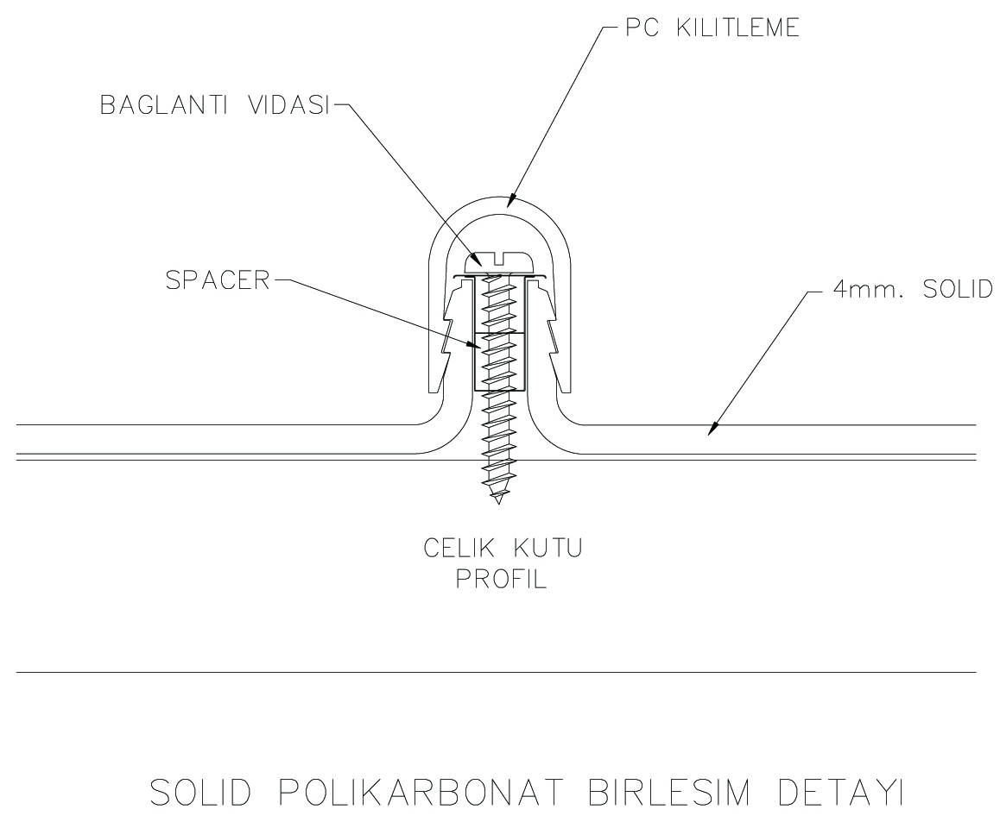 PC KILITLEME
BAGLANTI VIDASI
SPACER
4mm. SOLID
CELIK KUTU
PROFIL
SOLID POLIKARBONAT BIRLESIM DETAYI